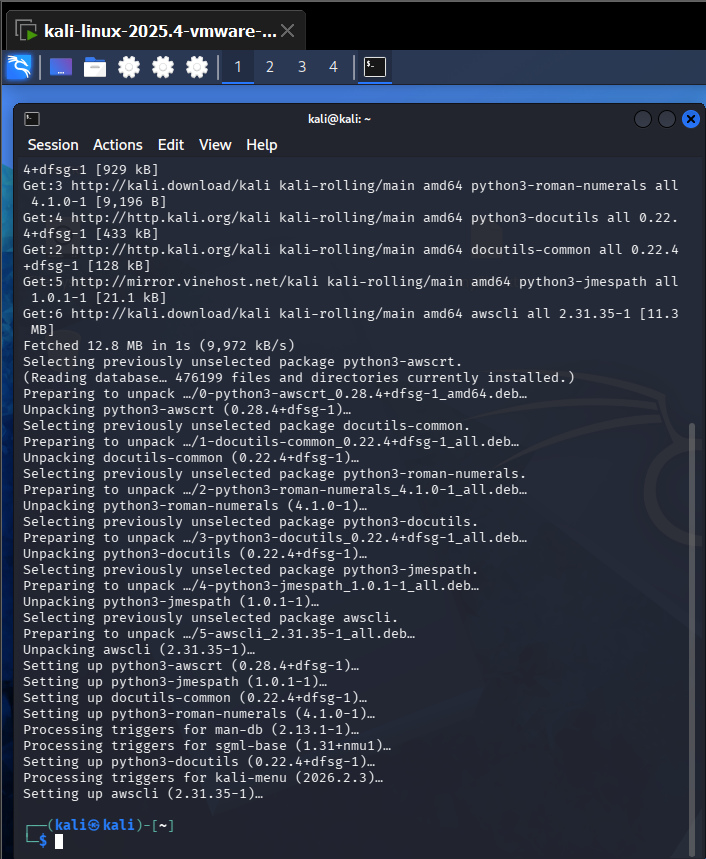 kali-linux-2025.4-vmware-...
1 2 3 4
kali@kali: ~
Session Actions Edit View Help
4+dfsg-1 [929 kB]
Get:3 http://kali.download/kali kali-rolling/main amd64 python3-roman-numerals all
4.1.0-1 [9,196 B]
Get:4 http://http.kali.org/kali kali-rolling/main amd64 python3-docutils all 0.22.
4+dfsg-1 [433 kB]
Get:2 http://http.kali.org/kali kali-rolling/main amd64 docutils-common all 0.22.4
+dfsg-1 [128 kB]
Get:5 http://mirror.vinehost.net/kali kali-rolling/main amd64 python3-jmespath all
1.0.1-1 [21.1 kB]
Get:6 http://kali.download/kali kali-rolling/main amd64 awscli all 2.31.35-1 [11.3
MB]
Fetched 12.8 MB in 1s (9,972 kB/s)
Selecting previously unselected package python3-awscrt.
(Reading database… 476199 files and directories currently installed.)
Preparing to unpack …/0-python3-awscrt_0.28.4+dfsg-1_amd64.deb…
Unpacking python3-awscrt (0.28.4+dfsg-1)…
Selecting previously unselected package docutils-common.
Preparing to unpack …/1-docutils-common_0.22.4+dfsg-1_all.deb…
Unpacking docutils-common (0.22.4+dfsg-1)…
Selecting previously unselected package python3-roman-numerals.
Preparing to unpack …/2-python3-roman-numerals_4.1.0-1_all.deb…
Unpacking python3-roman-numerals (4.1.0-1)…
Selecting previously unselected package python3-docutils.
Preparing to unpack …/3-python3-docutils_0.22.4+dfsg-1_all.deb…
Unpacking python3-docutils (0.22.4+dfsg-1)…
Selecting previously unselected package python3-jmespath.
Preparing to unpack …/4-python3-jmespath_1.0.1-1_all.deb…
Unpacking python3-jmespath (1.0.1-1)…
Selecting previously unselected package awscli.
Preparing to unpack …/5-awscli_2.31.35-1_all.deb…
Unpacking awscli (2.31.35-1)…
Setting up python3-awscrt (0.28.4+dfsg-1)…
Setting up python3-jmespath (1.0.1-1)…
Setting up docutils-common (0.22.4+dfsg-1)…
Setting up python3-roman-numerals (4.1.0-1)…
Processing triggers for man-db (2.13.1-1)…
Processing triggers for sgml-base (1.31+nmu1)…
Setting up python3-docutils (0.22.4+dfsg-1)…
Processing triggers for kali-menu (2026.2.3)…
Setting up awscli (2.31.35-1)…
┌──(kali㉿kali)-[~]
└─$